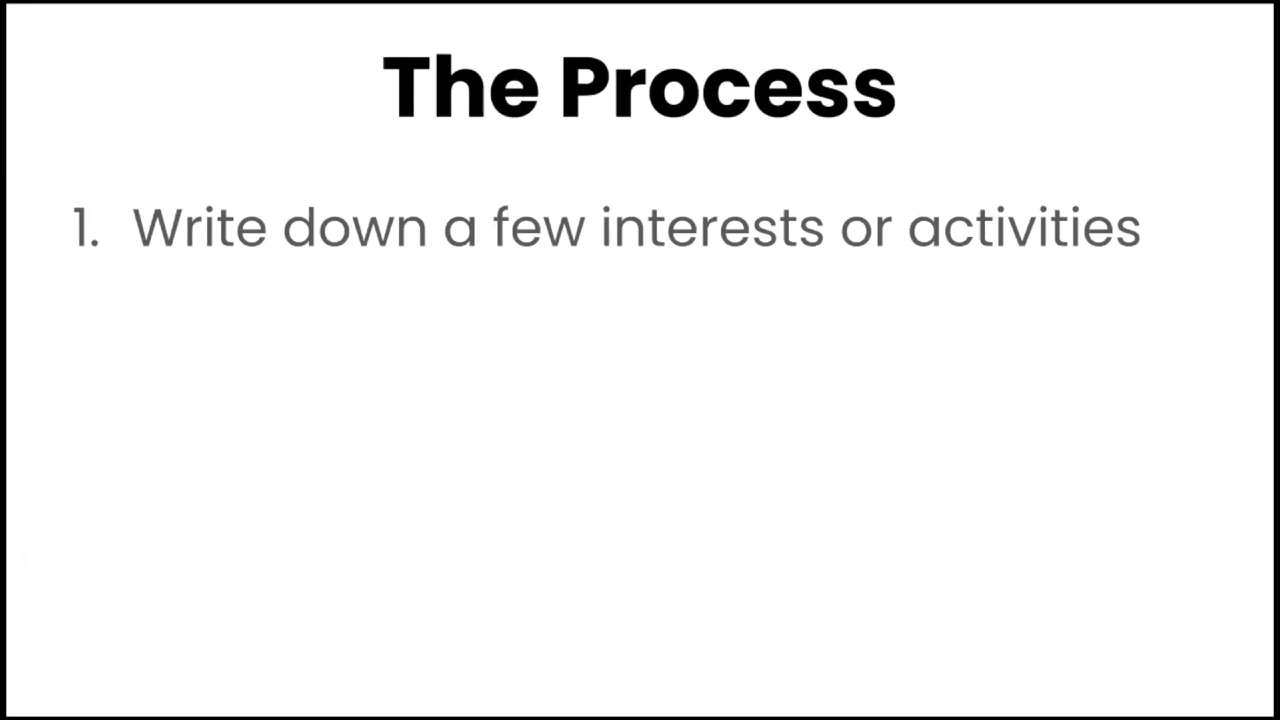 The Process
1. Write down a few interests or activities